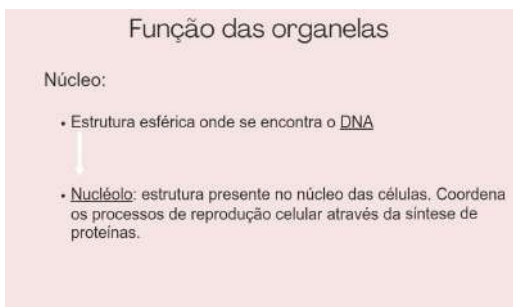 Função das organelas
Núcleo:
• Estrutura esférica onde se encontra o DNA
• Nucléolo: estrutura presente no núcleo das células. Coordena
os processos de reprodução celular através da síntese de
proteínas.